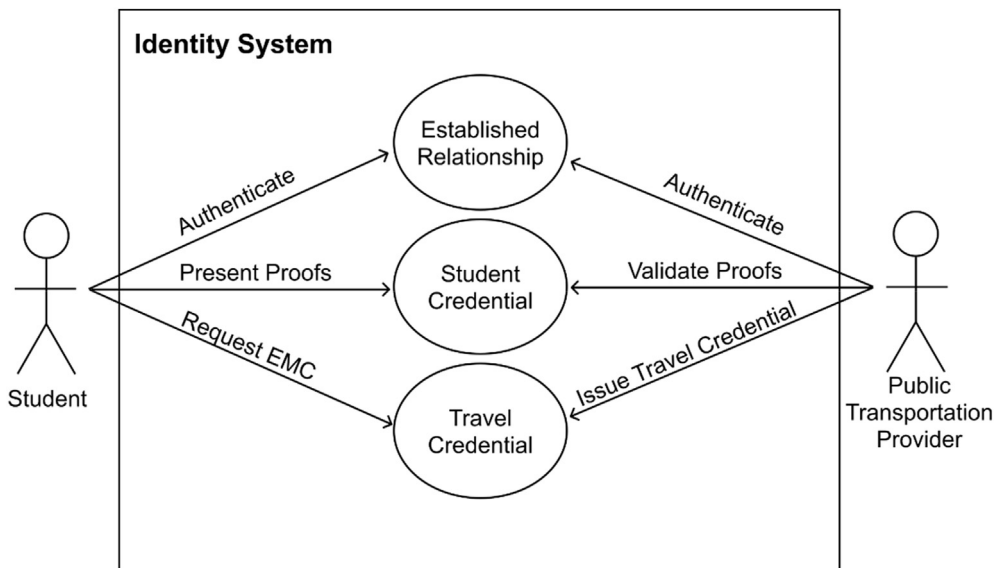 Identity System
Established
Relationship
Authenticate
Authenticate
Present Proofs
Student
Credential
Validate Proofs
Request EMC
Issue Travel Credential
Travel
Credential
Student
Public
Transportation
Provider